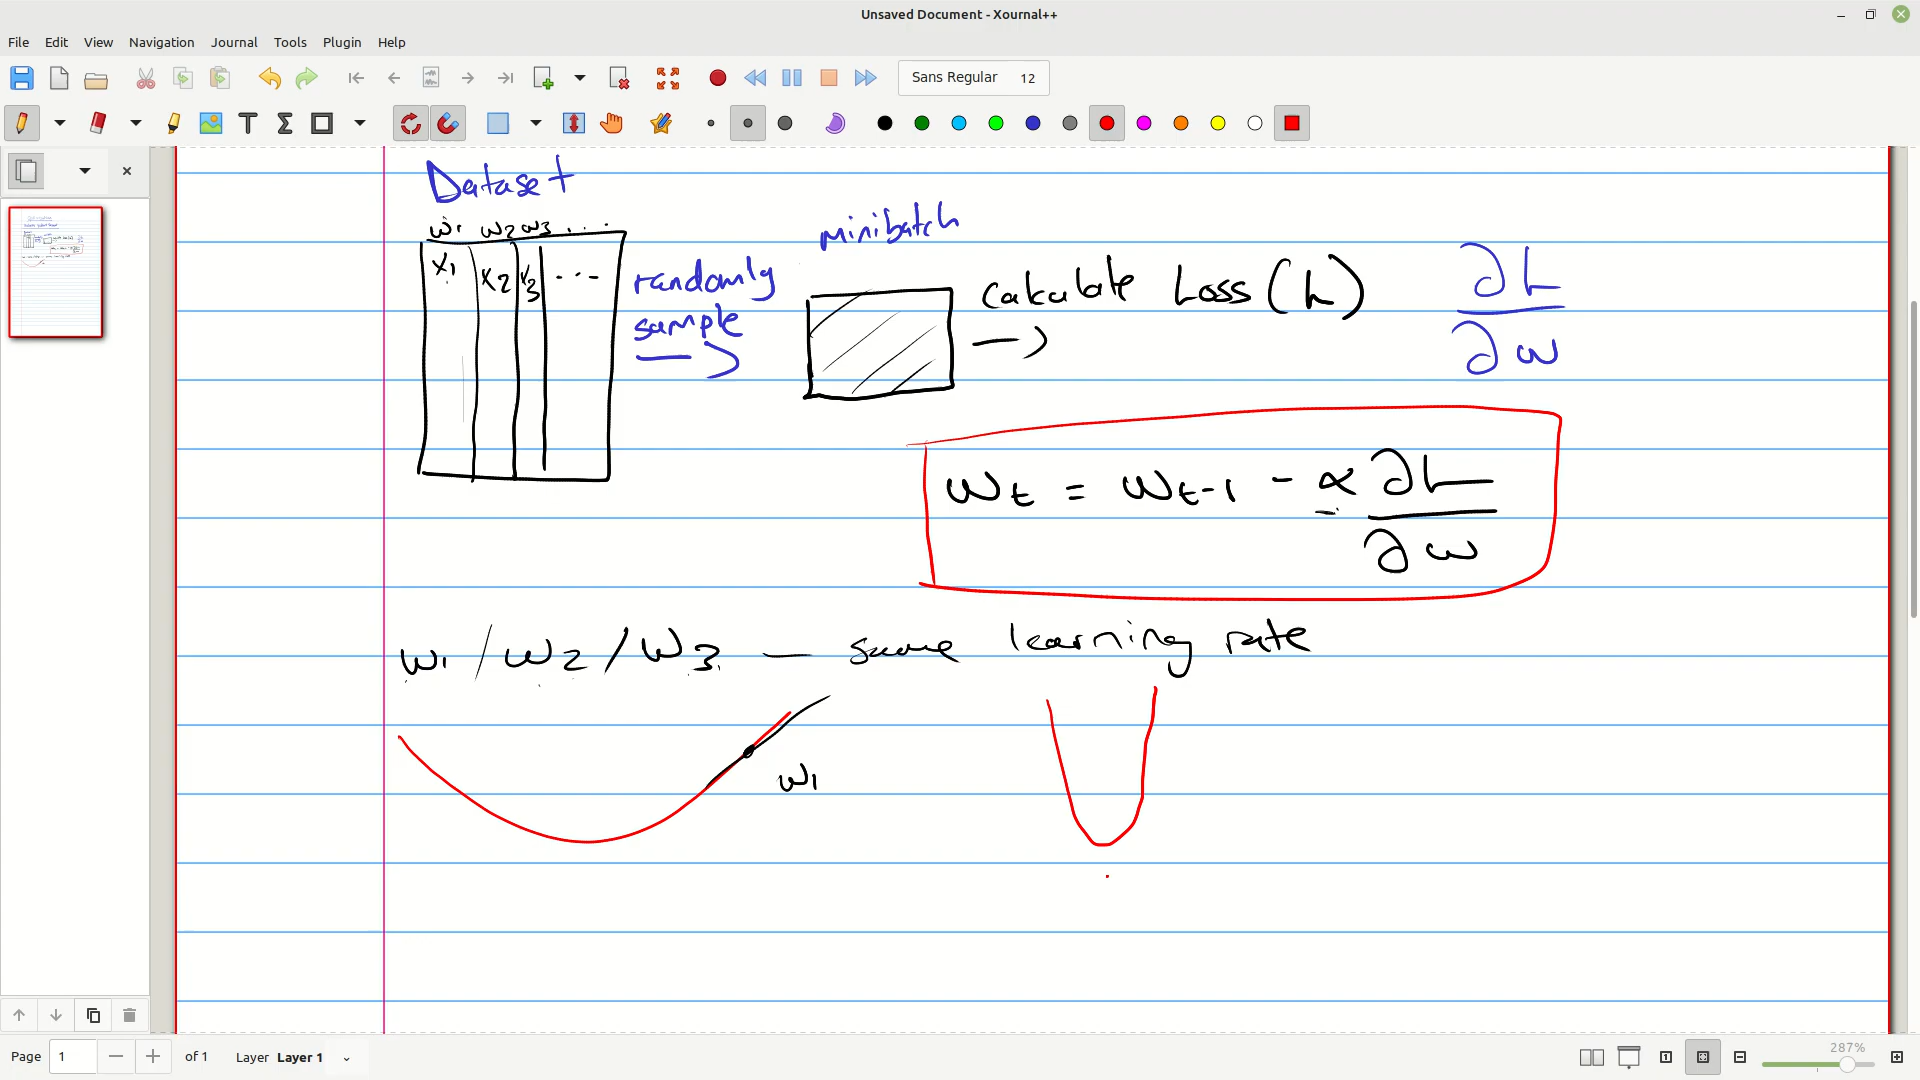 Unsaved Document - Xournal++
File Edit View Navigation Journal Tools Plugin Help
Sans Regular 12
Dataset
w1 w2 w3 ...
minibatch
x1 x2 x3 ...
randomly
sample
calculate Loss (L)
∂L
∂w
wt = wt-1 - α ∂L
∂w
w1 / w2 / w3 — same learning rate
w1
Page 1 of 1 Layer Layer 1
287%